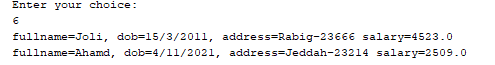 Enter your choice:
6
fullname=Joli, dob=15/3/2011, address=Rabig-23666 salary=4523.0
fullname=Ahamd, dob=4/11/2021, address=Jeddah-23214 salary=2509.0